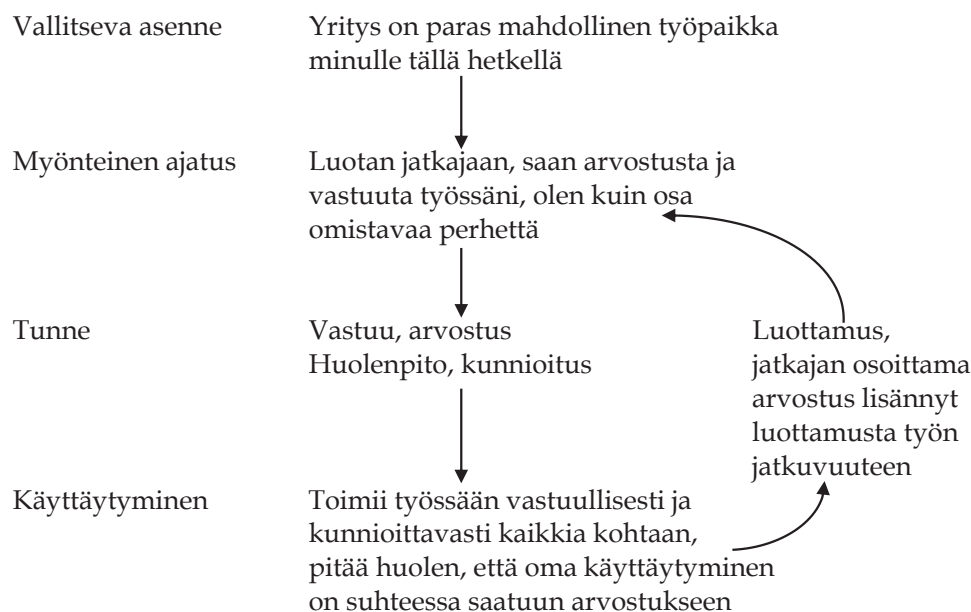 Vallitseva asenne Yritys on paras mahdollinen työpaikka
minulle tällä hetkellä
Myönteinen ajatus Luotan jatkajaan, saan arvostusta ja
vastuuta työssäni, olen kuin osa
omistavaa perhettä
Tunne Vastuu, arvostus
Huolenpito, kunnioitus
Luottamus,
jatkajan osoittama
arvostus lisännyt
luottamusta työn
jatkuvuuteen
Käyttäytyminen Toimii työssään vastuullisesti ja
kunnioittavasti kaikkia kohtaan,
pitää huolen, että oma käyttäytyminen
on suhteessa saatuun arvostukseen